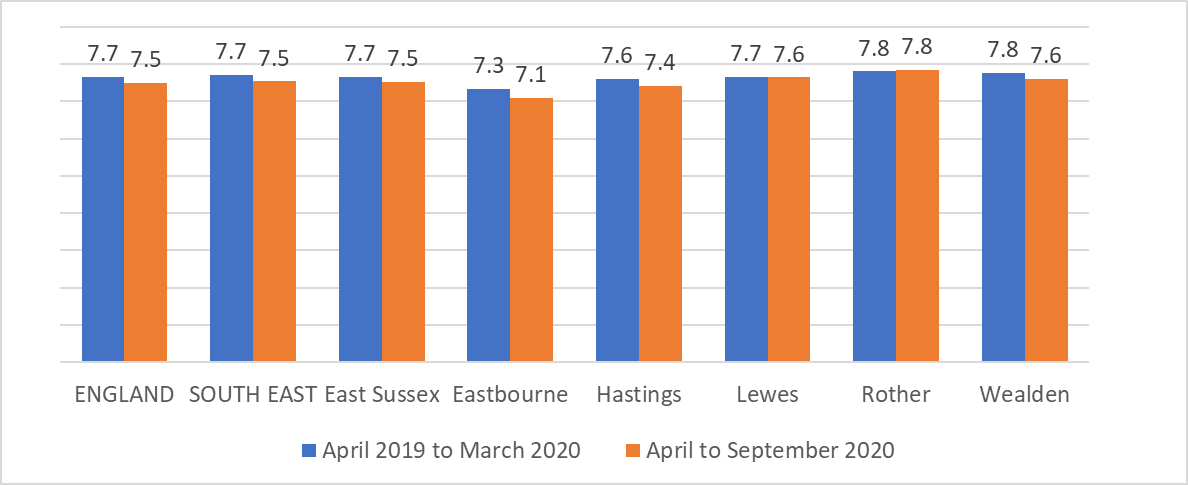 7.7 7.5 7.7 7.5 7.7 7.5 7.3 7.1 7.6 7.4 7.7 7.6 7.8 7.8 7.8 7.6
ENGLAND SOUTH EAST East Sussex Eastbourne Hastings Lewes Rother Wealden
April 2019 to March 2020 April to September 2020